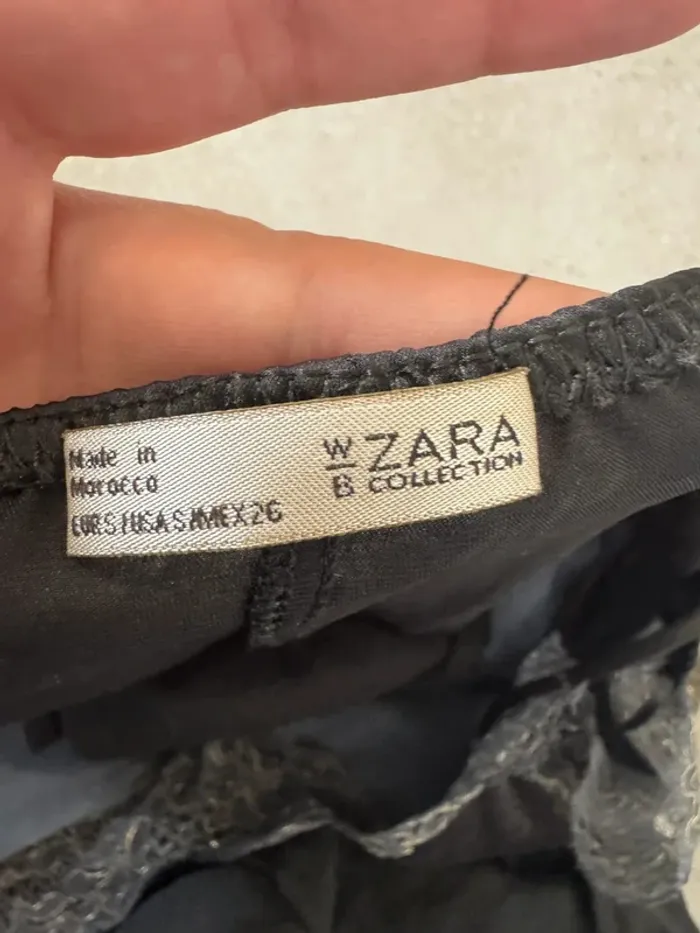 Made in
Morocco
EUR S / USA S / MEX 26
W
B
ZARA
COLLECTION